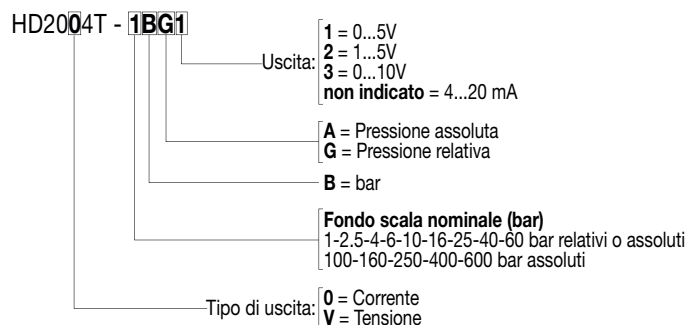 HD2004T - 1BG1
Uscita:
1 = 0...5V
2 = 1...5V
3 = 0...10V
non indicato = 4...20 mA
A = Pressione assoluta
G = Pressione relativa
B = bar
Fondo scala nominale (bar)
1-2.5-4-6-10-16-25-40-60 bar relativi o assoluti
100-160-250-400-600 bar assoluti
Tipo di uscita:
0 = Corrente
V = Tensione